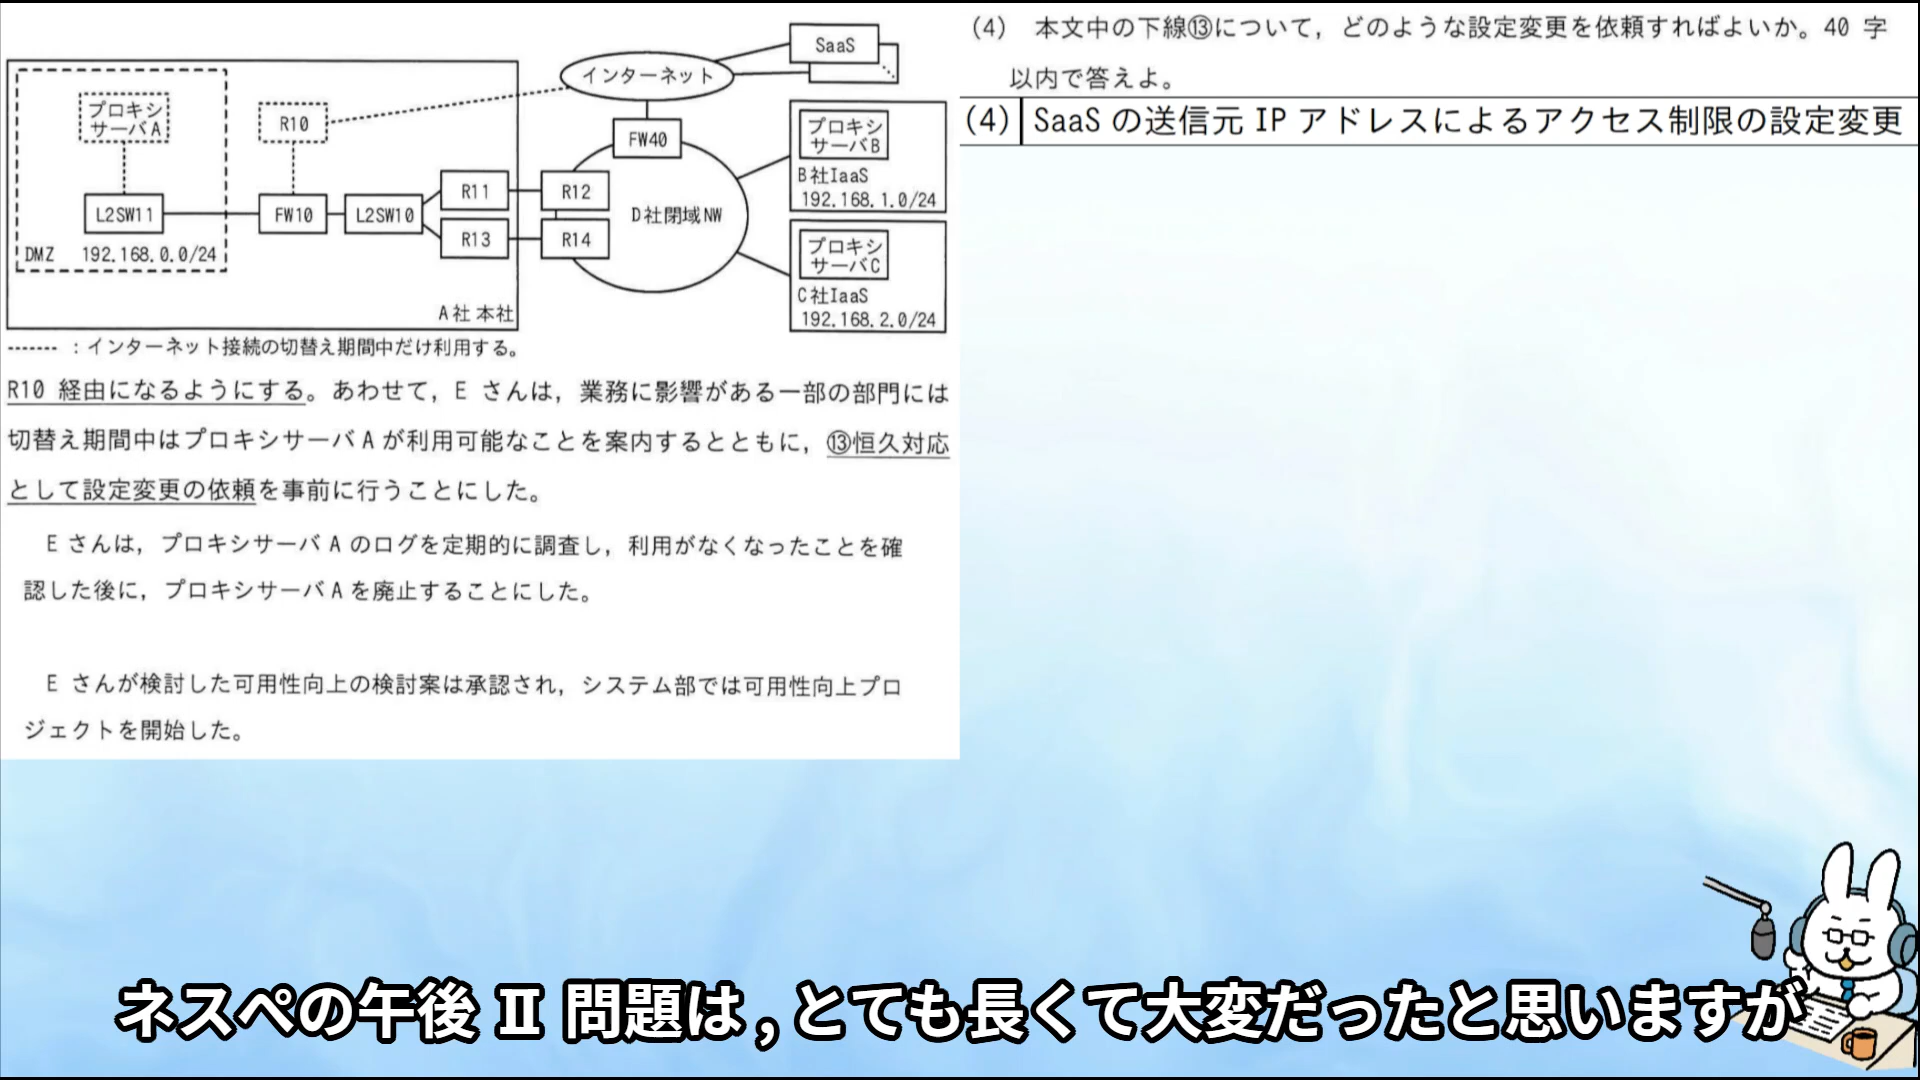 SaaS
インターネット
プロキシ
サーバA
R10
FW40
プロキシ
サーバB
B社IaaS
192.168.1.0/24
L2SW11
FW10
L2SW10
R11
R12
R13
R14
D社閉域NW
プロキシ
サーバC
C社IaaS
192.168.2.0/24
DMZ 192.168.0.0/24
A社 本社
------- :インターネット接続の切替え期間中だけ利用する。
R10 経由になるようにする。あわせて,E さんは,業務に影響がある一部の部門には
切替え期間中はプロキシサーバ A が利用可能なことを案内するとともに,⑬恒久対応
として設定変更の依頼を事前に行うことにした。
E さんは,プロキシサーバ A のログを定期的に調査し,利用がなくなったことを確
認した後に,プロキシサーバ A を廃止することにした。
E さんが検討した可用性向上の検討案は承認され,システム部では可用性向上プロ
ジェクトを開始した。
(4) 本文中の下線⑬について,どのような設定変更を依頼すればよいか。40 字
以内で答えよ。
(4) SaaS の送信元 IP アドレスによるアクセス制限の設定変更
ネスペの午後 Ⅱ 問題は,とても長くて大変だったと思いますが